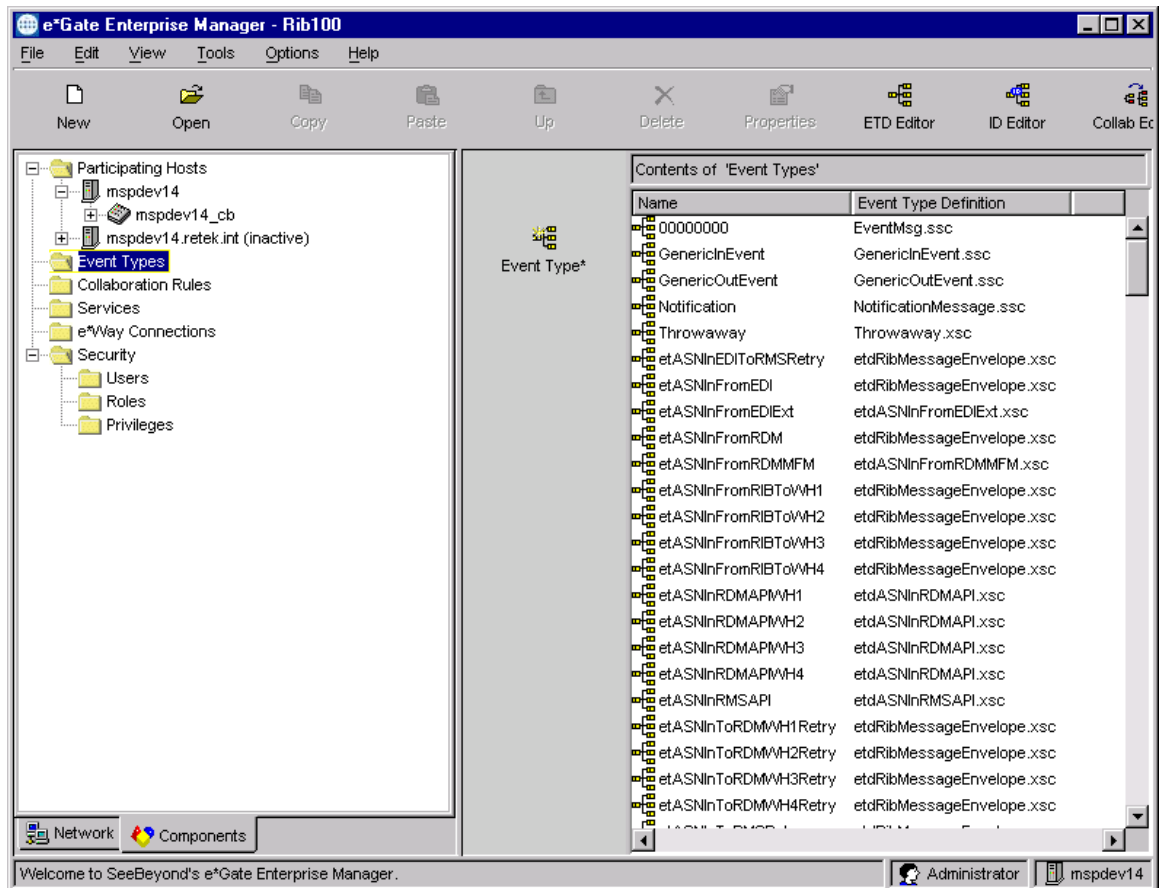 e*Gate Enterprise Manager - Rib100
File Edit View Tools Options Help
New Open Copy Paste Up Delete Properties ETD Editor ID Editor Collab Ed
Participating Hosts
mspdev14
mspdev14_cb
mspdev14.retek.int (inactive)
Event Types
Collaboration Rules
Services
e*Way Connections
Security
Users
Roles
Privileges
Network Components
Event Type*
Contents of 'Event Types'
Name Event Type Definition
00000000 EventMsg.ssc
GenericInEvent GenericInEvent.ssc
GenericOutEvent GenericOutEvent.ssc
Notification NotificationMessage.ssc
Throwaway Throwaway.xsc
etASNInEDIToRMSRetry etdRibMessageEnvelope.xsc
etASNInFromEDI etdRibMessageEnvelope.xsc
etASNInFromEDIExt etdASNInFromEDIExt.xsc
etASNInFromRDM etdRibMessageEnvelope.xsc
etASNInFromRDMMFM etdASNInFromRDMMFM.xsc
etASNInFromRIBToWH1 etdRibMessageEnvelope.xsc
etASNInFromRIBToWH2 etdRibMessageEnvelope.xsc
etASNInFromRIBToWH3 etdRibMessageEnvelope.xsc
etASNInFromRIBToWH4 etdRibMessageEnvelope.xsc
etASNInRDMAPIWH1 etdASNInRDMAPI.xsc
etASNInRDMAPIWH2 etdASNInRDMAPI.xsc
etASNInRDMAPIWH3 etdASNInRDMAPI.xsc
etASNInRDMAPIWH4 etdASNInRDMAPI.xsc
etASNInRMSAPI etdASNInRMSAPI.xsc
etASNInToRDMWH1Retry etdRibMessageEnvelope.xsc
etASNInToRDMWH2Retry etdRibMessageEnvelope.xsc
etASNInToRDMWH3Retry etdRibMessageEnvelope.xsc
etASNInToRDMWH4Retry etdRibMessageEnvelope.xsc
Welcome to SeeBeyond's e*Gate Enterprise Manager. Administrator mspdev14